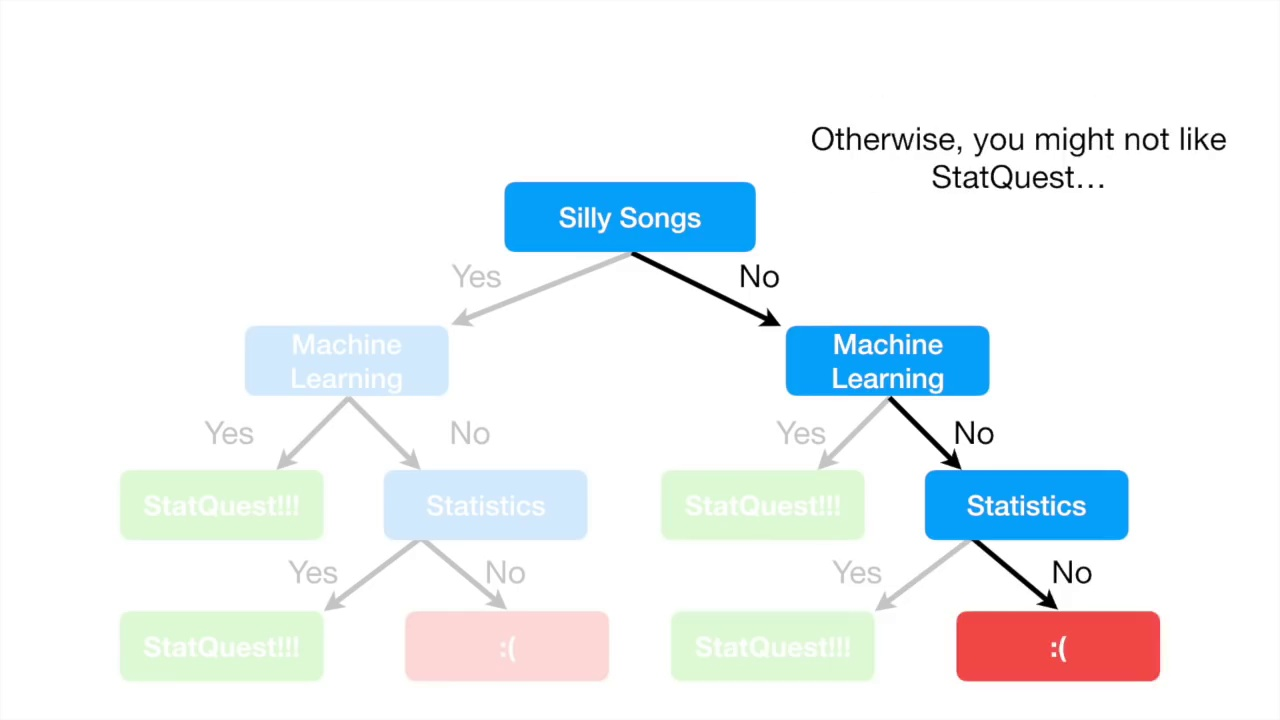 Otherwise, you might not like
StatQuest…
Silly Songs
Yes
No
Machine
Learning
Machine
Learning
Yes
No
Yes
No
StatQuest!!!
Statistics
StatQuest!!!
Statistics
Yes
No
Yes
No
StatQuest!!!
:(
StatQuest!!!
:(